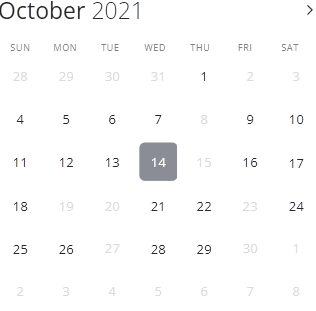 October 2021
SUN MON TUE WED THU FRI SAT
28 29 30 31 1 2 3
4 5 6 7 8 9 10
11 12 13 14 15 16 17
18 19 20 21 22 23 24
25 26 27 28 29 30 1
2 3 4 5 6 7 8